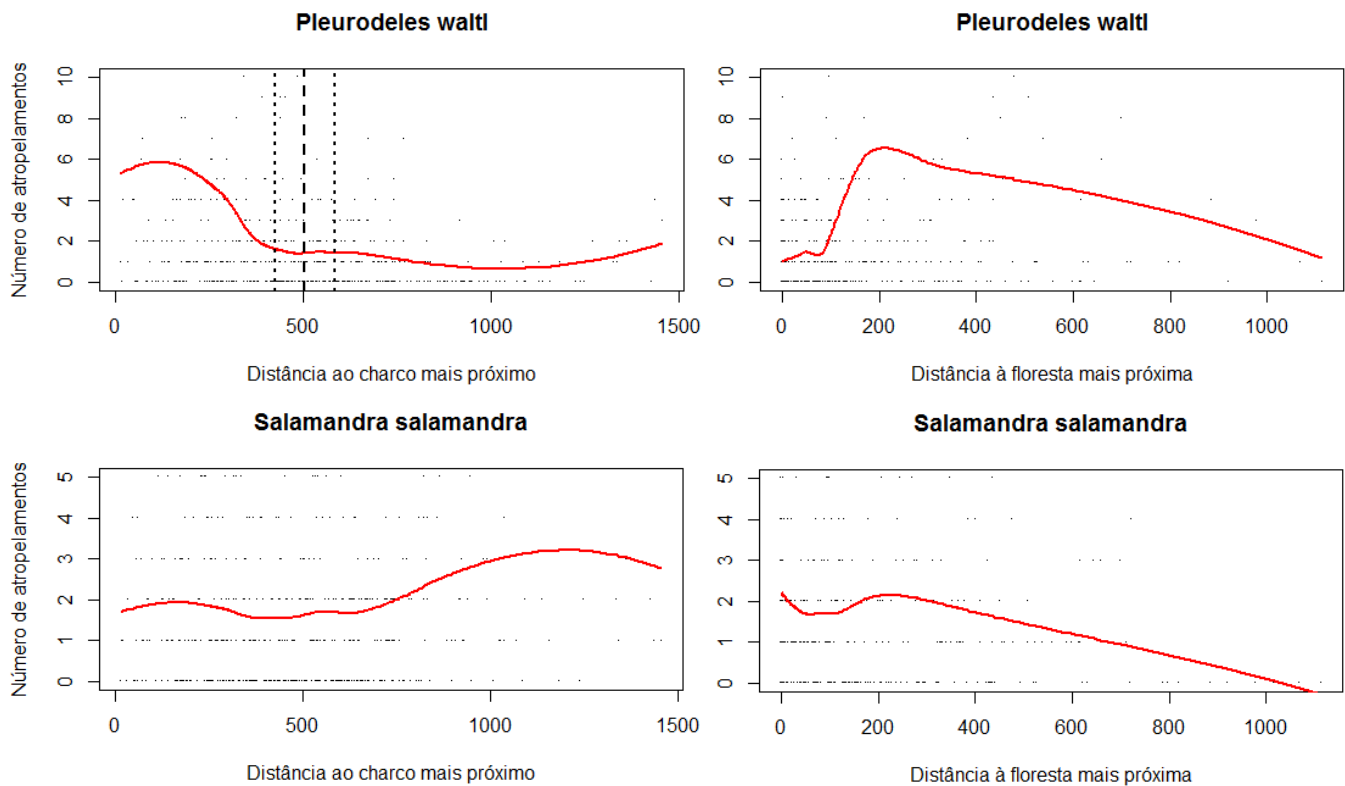 Pleurodeles waltl
Número de atropelamentos
10
8
6
4
2
0
0 500 1000 1500
Distância ao charco mais próximo
Pleurodeles waltl
10
8
6
4
2
0
0 200 400 600 800 1000
Distância à floresta mais próxima
Salamandra salamandra
Número de atropelamentos
5
4
3
2
1
0
0 500 1000 1500
Distância ao charco mais próximo
Salamandra salamandra
5
4
3
2
1
0
0 200 400 600 800 1000
Distância à floresta mais próxima